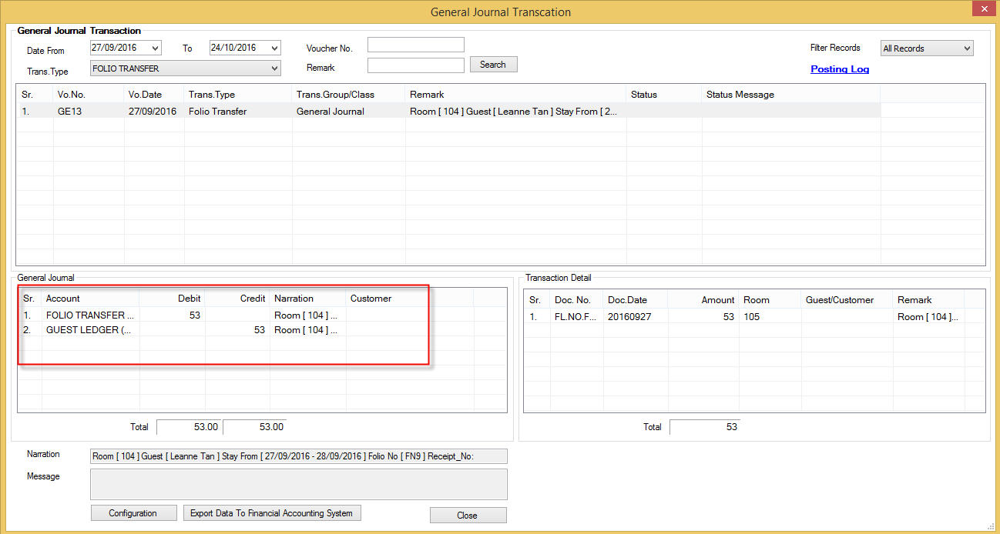 General Journal Transcation
General Journal Transaction
Date From 27/09/2016 To 24/10/2016 Voucher No. Filter Records All Records
Trans.Type FOLIO TRANSFER Remark Search Posting Log
Sr. Vo.No. Vo.Date Trans.Type Trans.Group/Class Remark Status Status Message
1. GE13 27/09/2016 Folio Transfer General Journal Room [ 104 ] Guest [ Leanne Tan ] Stay From [ 2...
General Journal
Sr. Account Debit Credit Narration Customer
1. FOLIO TRANSFER ... 53 Room [ 104 ] ...
2. GUEST LEDGER (... 53 Room [ 104 ] ...
Total 53.00 53.00
Transaction Detail
Sr. Doc. No. Doc.Date Amount Room Guest/Customer Remark
1. FL.NO.F... 20160927 53 105 Room [ 104 ]...
Total 53
Narration Room [ 104 ] Guest [ Leanne Tan ] Stay From [ 27/09/2016 - 28/09/2016 ] Folio No [ FN9 ] Receipt_No:
Message
Configuration Export Data To Financial Accounting System Close